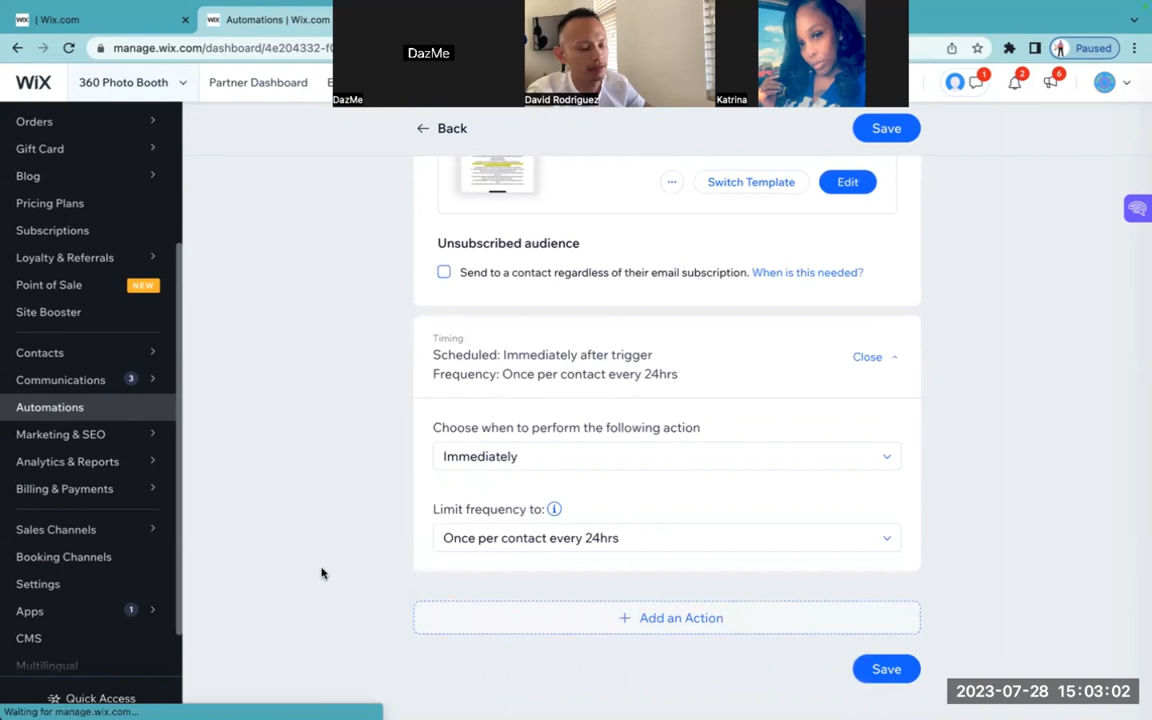 | Wix.com
Automations | Wix.com
manage.wix.com/dashboard/4e204332-f
Paused
DazMe
DazMe
David Rodriguez
Katrina
WiX
360 Photo Booth
Partner Dashboard
1
2
6
Orders
Gift Card
Blog
Pricing Plans
Subscriptions
Loyalty & Referrals
Point of Sale NEW
Site Booster
Contacts
Communications 3
Automations
Marketing & SEO
Analytics & Reports
Billing & Payments
Sales Channels
Booking Channels
Settings
Apps 1
CMS
Multilingual
Quick Access
Waiting for manage.wix.com...
Back
Save
Switch Template
Edit
Unsubscribed audience
Send to a contact regardless of their email subscription. When is this needed?
Timing
Scheduled: Immediately after trigger
Frequency: Once per contact every 24hrs
Close
Choose when to perform the following action
Immediately
Limit frequency to:
Once per contact every 24hrs
+ Add an Action
Save
2023-07-28 15:03:02